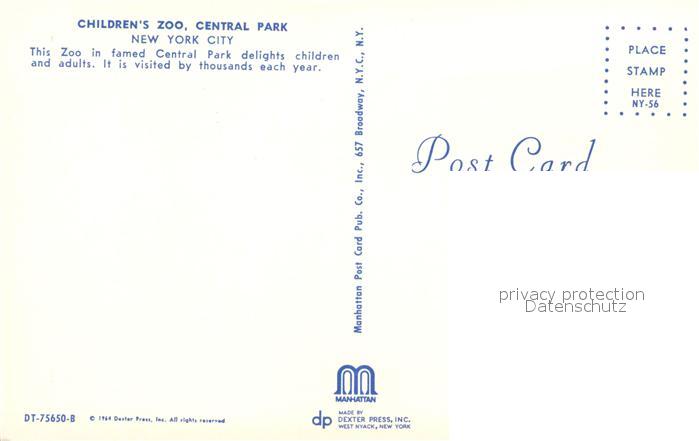 CHILDREN'S ZOO, CENTRAL PARK
NEW YORK CITY
This Zoo in famed Central Park delights children
and adults. It is visited by thousands each year.
Manhattan Post Card Pub. Co., Inc., 657 Broadway, N.Y.C., N.Y.
PLACE
STAMP
HERE
NY-56
Post Card
privacy protection
Datenschutz
MANHATTAN
DT-75650-B
© 1964 Dexter Press, Inc. All rights reserved
dp
MADE BY
DEXTER PRESS, INC.
WEST NYACK, NEW YORK